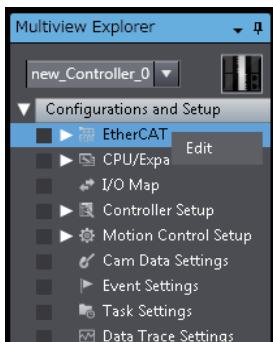 Multiview Explorer
new_Controller_0
Configurations and Setup
EtherCAT
Edit
CPU/Expa
I/O Map
Controller Setup
Motion Control Setup
Cam Data Settings
Event Settings
Task Settings
Data Trace Settings